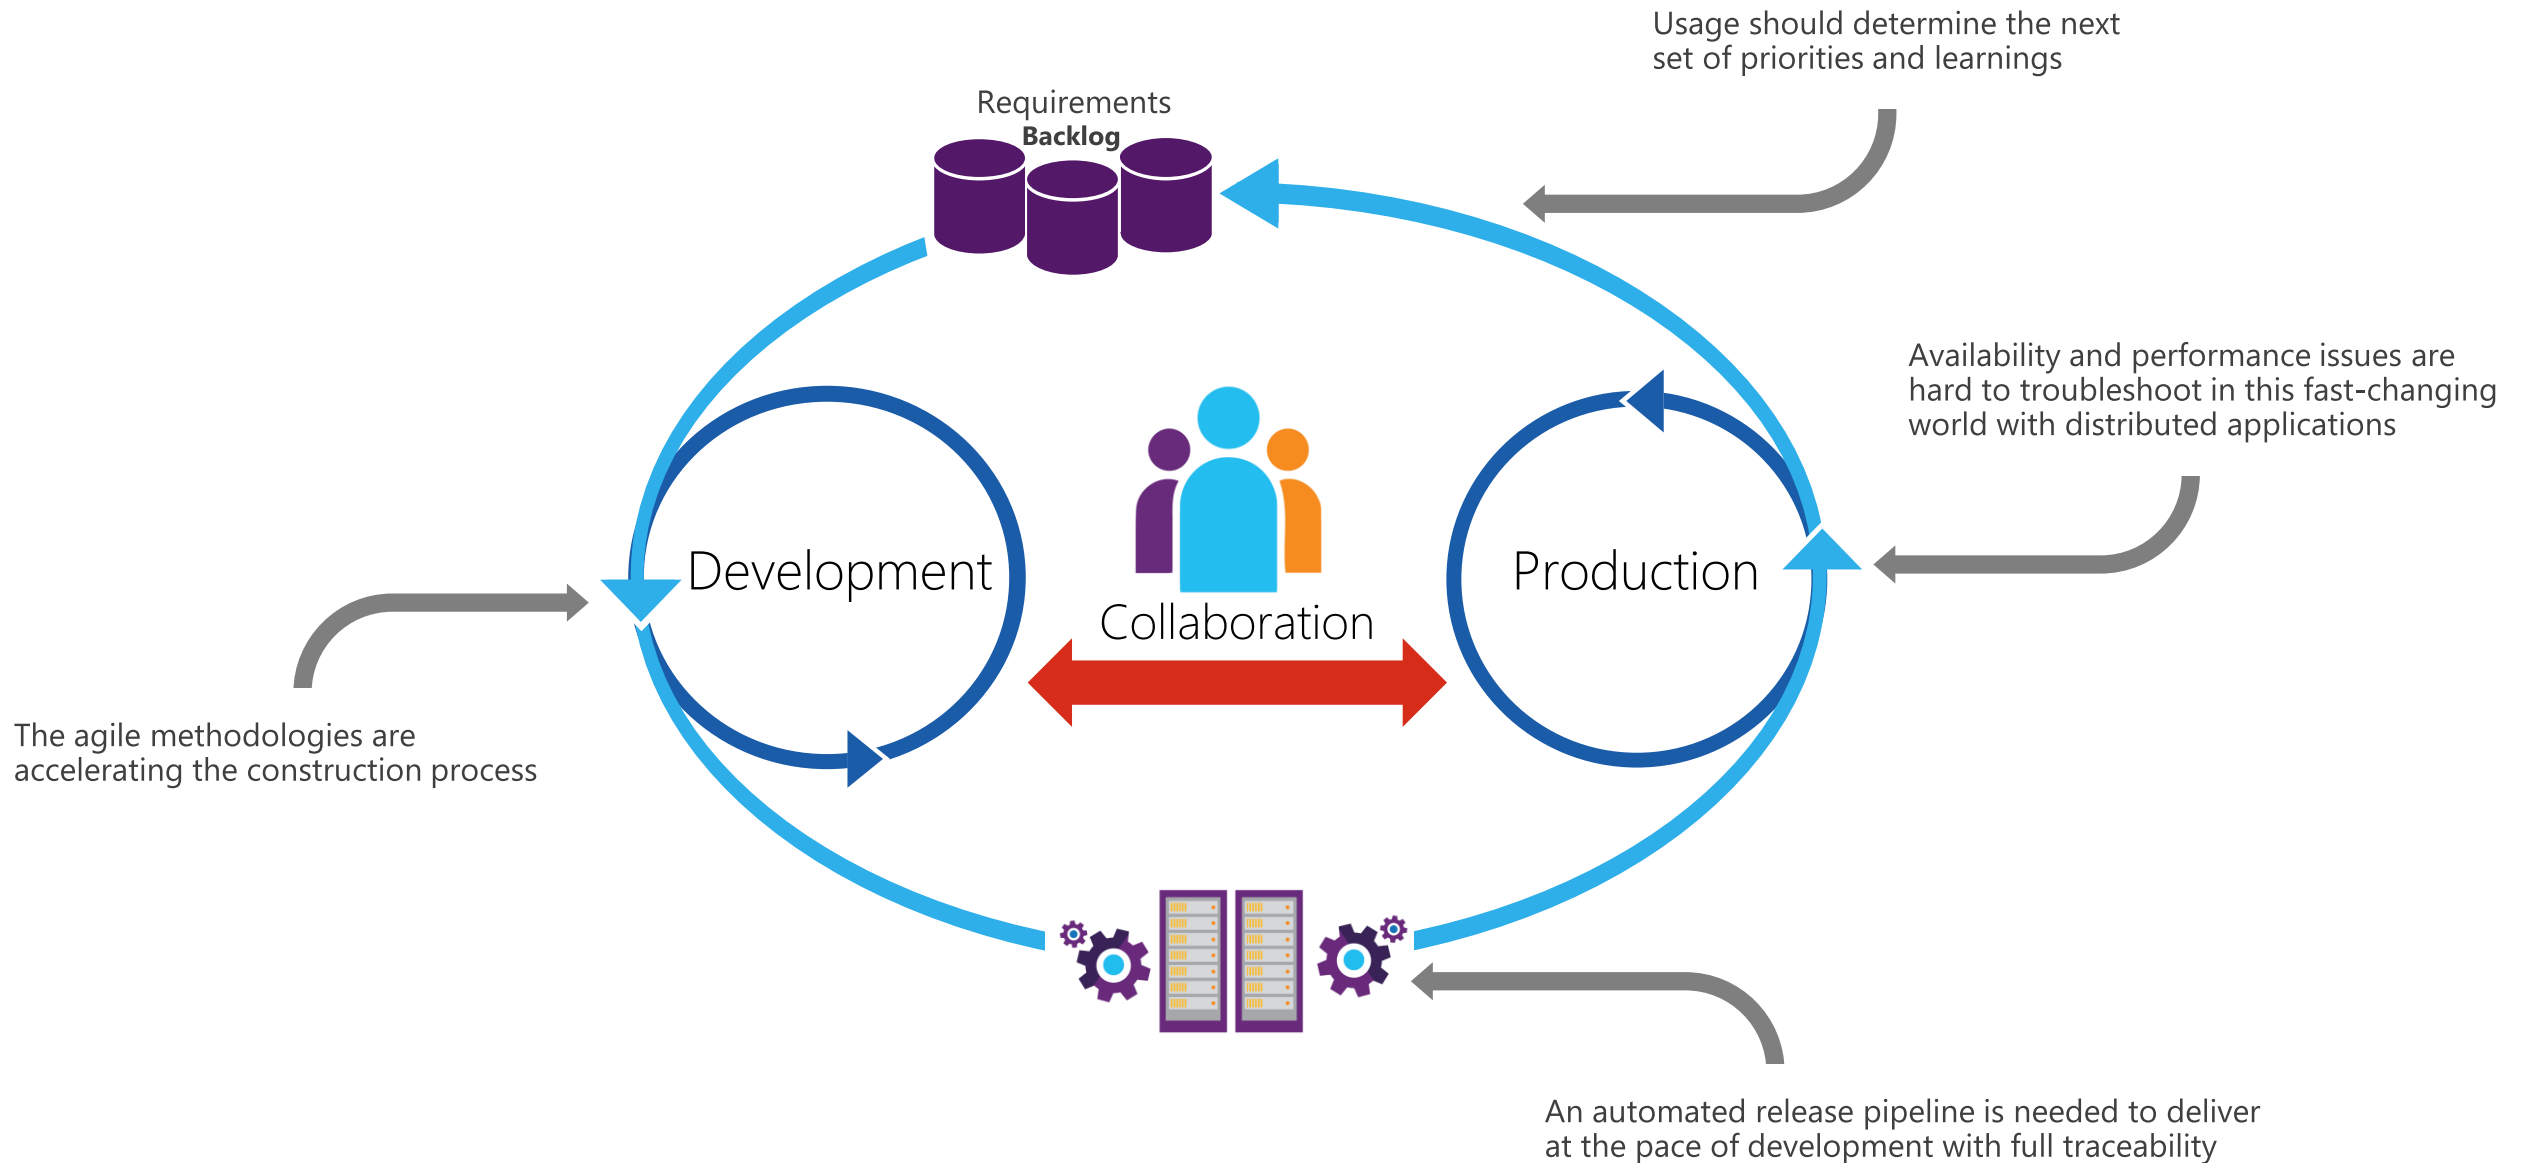 Usage should determine the next
set of priorities and learnings
Requirements
Backlog
Availability and performance issues are
hard to troubleshoot in this fast-changing
world with distributed applications
Development
Production
Collaboration
The agile methodologies are
accelerating the construction process
An automated release pipeline is needed to deliver
at the pace of development with full traceability